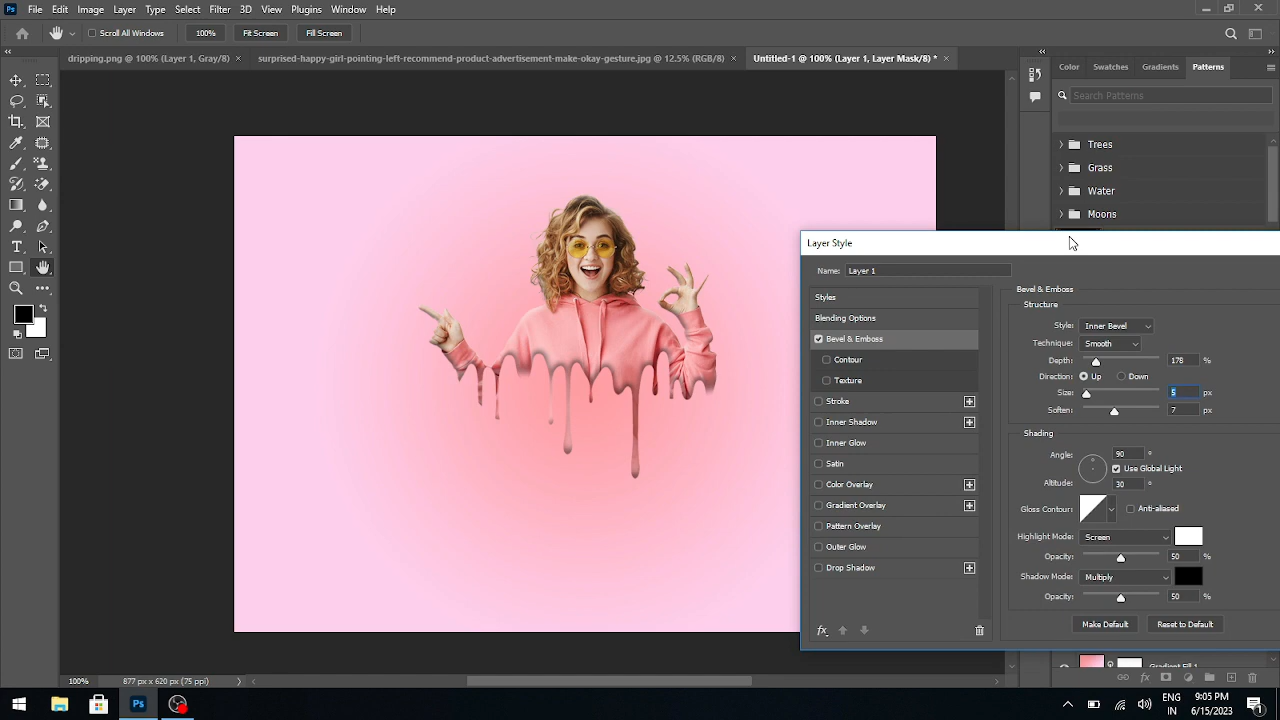 Ps File Edit Image Layer Type Select Filter 3D View Plugins Window Help
Scroll All Windows 100% Fit Screen Fill Screen
dripping.png @ 100% (Layer 1, Gray/8) × surprised-happy-girl-pointing-left-recommend-product-advertisement-make-okay-gesture.jpg @ 12.5% (RGB/8) × Untitled-1 @ 100% (Layer 1, Layer Mask/8) * ×
Color Swatches Gradients Patterns
Search Patterns
Trees
Grass
Water
Moons
Layer Style
Name: Layer 1
Styles
Blending Options
Bevel & Emboss
Contour
Texture
Stroke
Inner Shadow
Inner Glow
Satin
Color Overlay
Gradient Overlay
Pattern Overlay
Outer Glow
Drop Shadow
fx
Bevel & Emboss
Structure
Style: Inner Bevel
Technique: Smooth
Depth: 178 %
Direction: Up Down
Size: 5 px
Soften: 7 px
Shading
Angle: 90 °
Use Global Light
Altitude: 30 °
Gloss Contour: Anti-aliased
Highlight Mode: Screen
Opacity: 50 %
Shadow Mode: Multiply
Opacity: 50 %
Make Default Reset to Default
Gradient Fill 1
fx
100% 877 px x 620 px (75 ppi)
Ps
ENG
IN
9:05 PM
6/15/2023
1